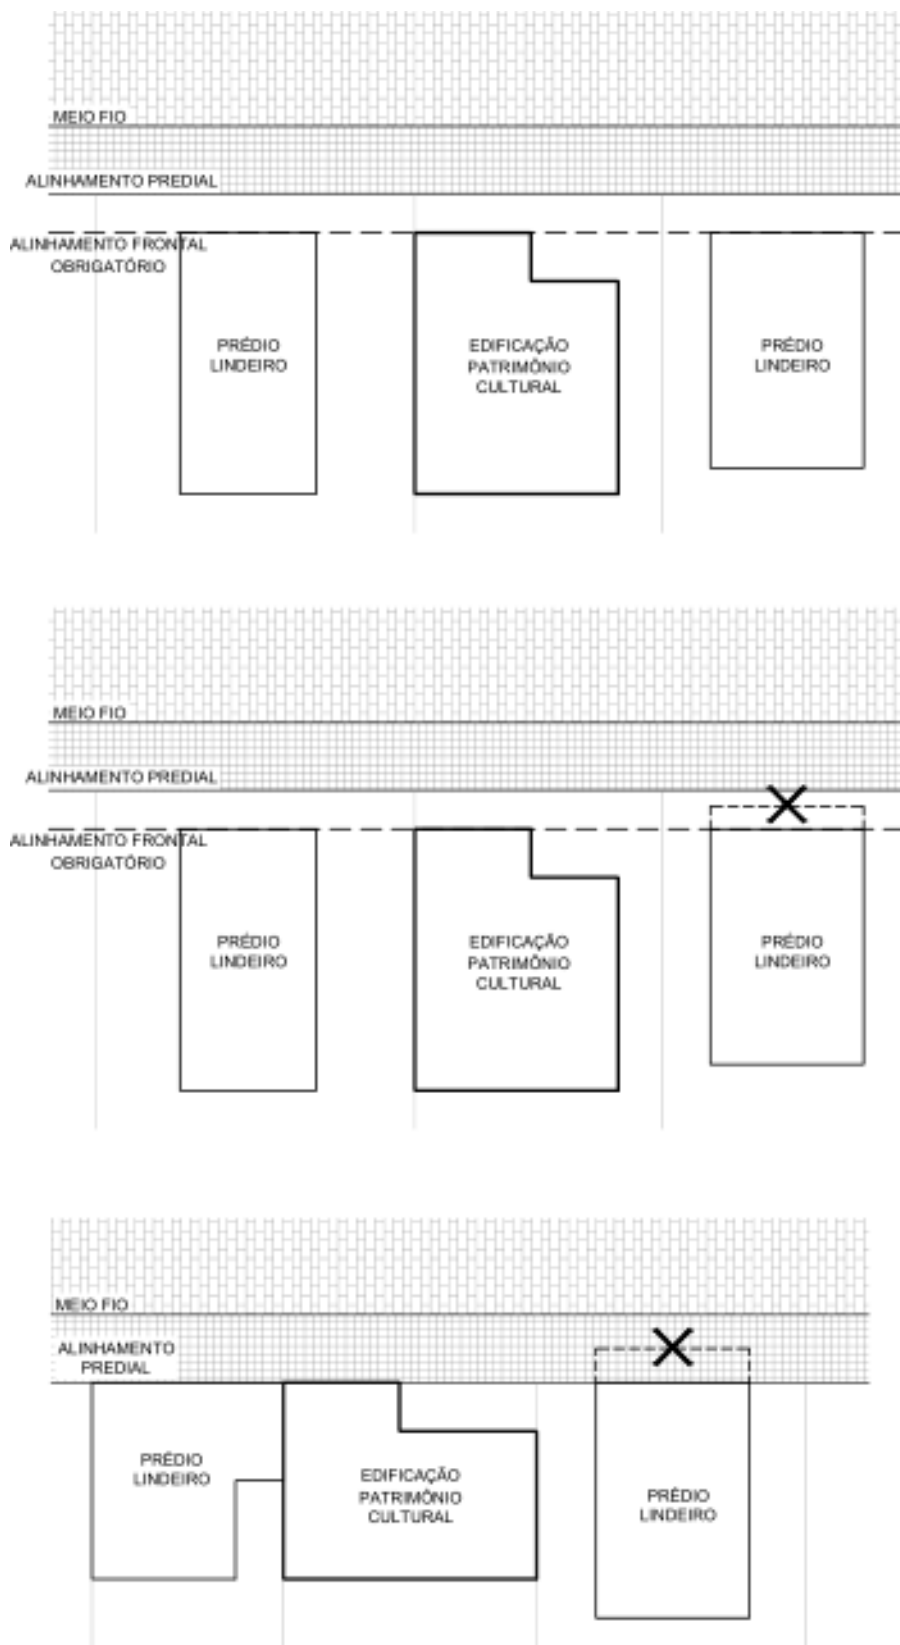 MEIO FIO
ALINHAMENTO PREDIAL
ALINHAMENTO FRONTAL
OBRIGATÓRIO
PRÉDIO
LINDEIRO
EDIFICAÇÃO
PATRIMÔNIO
CULTURAL
PRÉDIO
LINDEIRO
MEIO FIO
ALINHAMENTO PREDIAL
ALINHAMENTO FRONTAL
OBRIGATÓRIO
PRÉDIO
LINDEIRO
EDIFICAÇÃO
PATRIMÔNIO
CULTURAL
PRÉDIO
LINDEIRO
MEIO FIO
ALINHAMENTO
PREDIAL
PRÉDIO
LINDEIRO
EDIFICAÇÃO
PATRIMÔNIO
CULTURAL
PRÉDIO
LINDEIRO